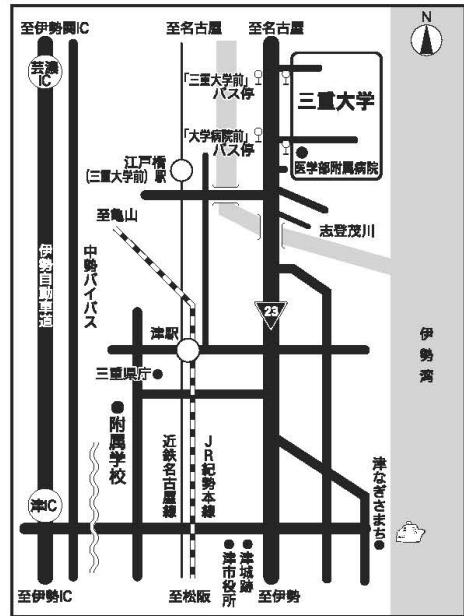 至伊勢関IC
至名古屋
至名古屋
N
芸濃
IC
「三重大学前」
バス停
三重大学
「大学病院前」
バス停
江戸橋
(三重大学前)駅
医学部附属病院
至亀山
志登茂川
伊勢自動車道
中勢バイパス
23
伊勢湾
津駅
三重県庁
附属学校
近鉄名古屋線
JR紀勢本線
津なぎさまち
津IC
津城跡
津市役所
至伊勢IC
至松阪
至伊勢